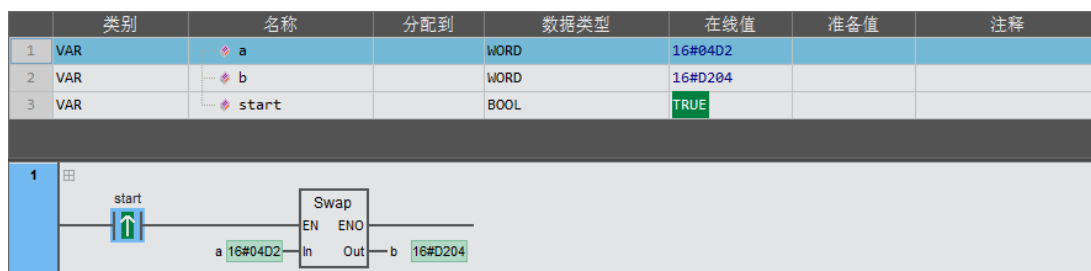 类别 名称 分配到 数据类型 在线值 准备值 注释
1 VAR a WORD 16#04D2
2 VAR b WORD 16#D204
3 VAR start BOOL TRUE
1
start
Swap
EN ENO
a 16#04D2 In Out b 16#D204